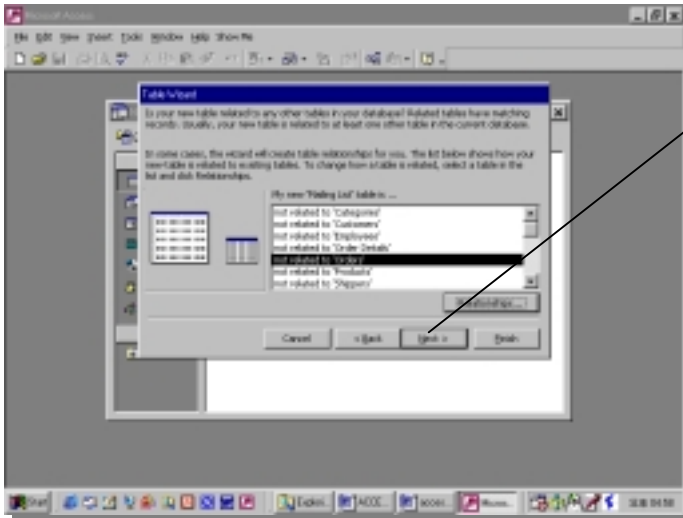 Microsoft Access
File Edit View Insert Tools Window Help Show Me
Table Wizard
Is your new table related to any other tables in your database? Related tables have matching
records. Usually, your new table is related to at least one other table in the current database.
In some cases, the wizard will create table relationships for you. The list below shows how your
new table is related to existing tables. To change how a table is related, select a table in the
list and click Relationships.
My new 'Mailing List' table is ...
not related to 'Categories'
not related to 'Customers'
not related to 'Employees'
not related to 'Order Details'
not related to 'Orders'
not related to 'Products'
not related to 'Shippers'
Relationships...
Cancel < Back Next > Finish
Start Explori... ACCE... acces... Micros...